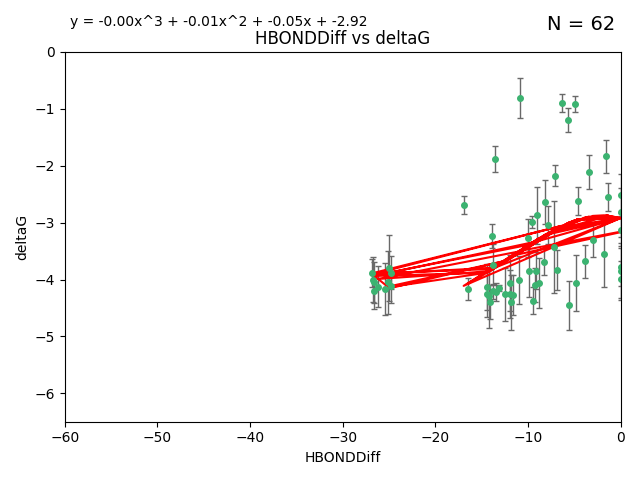 y = -0.00x^3 + -0.01x^2 + -0.05x + -2.92
N = 62
HBONDDiff vs deltaG
0
−1
−2
−3
−4
−5
−6
deltaG
−60
−50
−40
−30
−20
−10
0
HBONDDiff